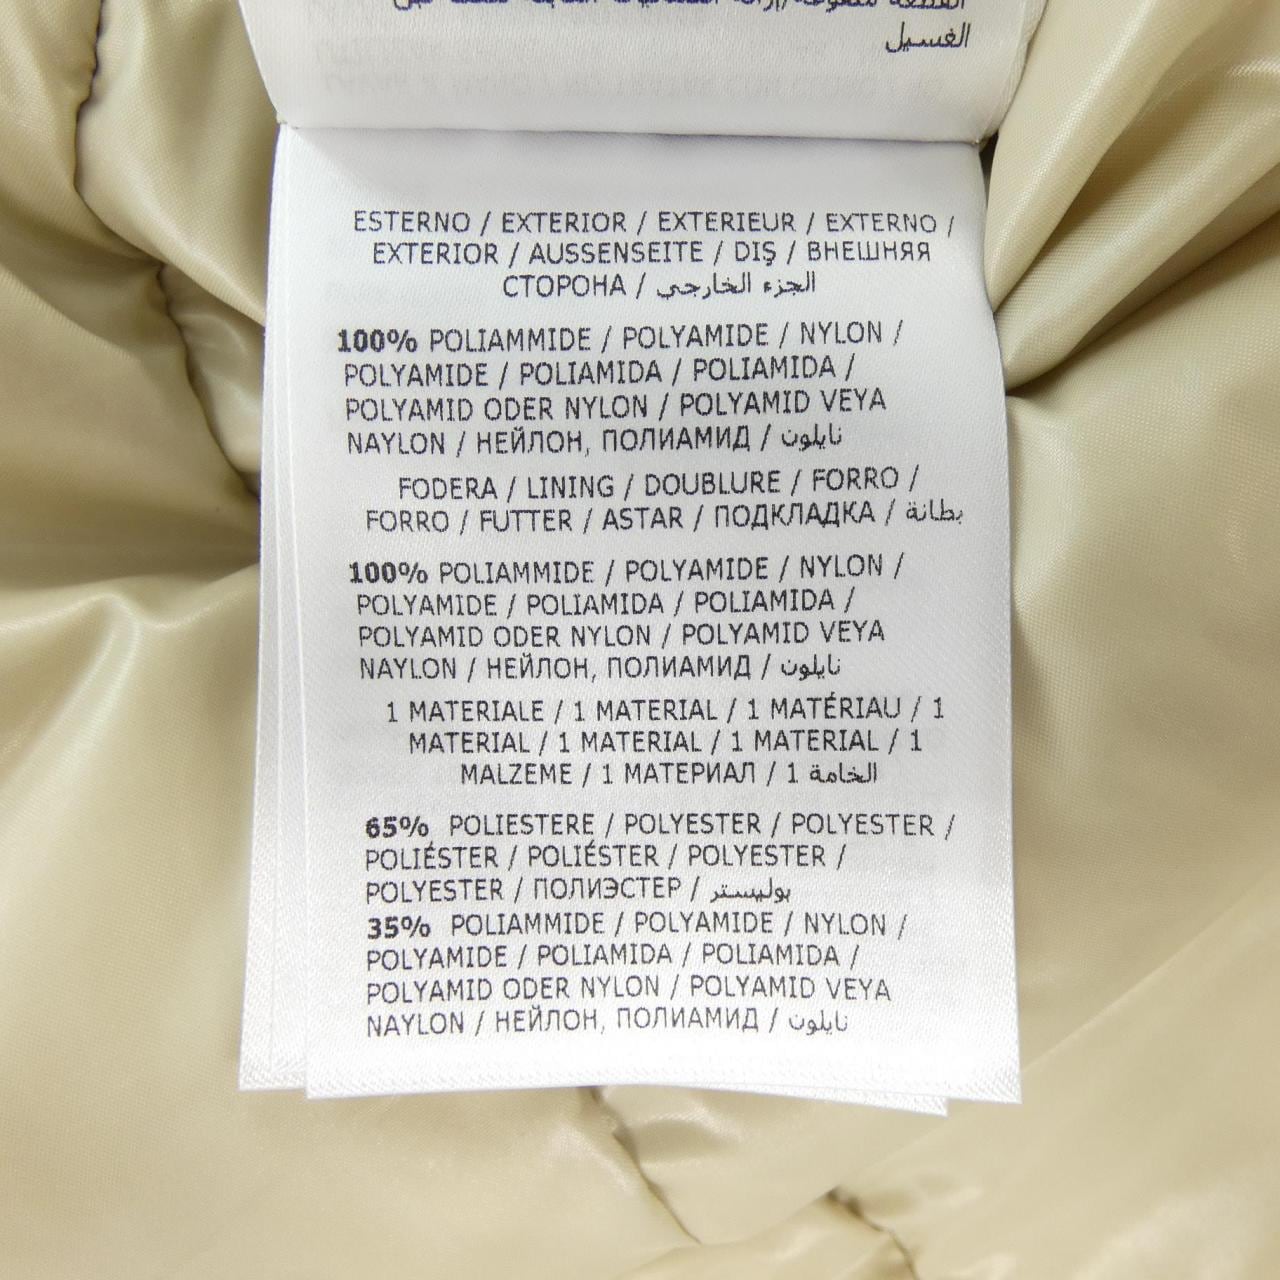 الغسيل
ESTERNO / EXTERIOR / EXTERIEUR / EXTERNO /
EXTERIOR / AUSSENSEITE / DIŞ / ВНЕШНЯЯ
СТОРОНА / الجزء الخارجي
100% POLIAMMIDE / POLYAMIDE / NYLON /
POLYAMIDE / POLIAMIDA / POLIAMIDA /
POLYAMID ODER NYLON / POLYAMID VEYA
NAYLON / НЕЙЛОН, ПОЛИАМИД / نايلون
FODERA / LINING / DOUBLURE / FORRO /
FORRO / FUTTER / ASTAR / ПОДКЛАДКА / بطانة
100% POLIAMMIDE / POLYAMIDE / NYLON /
POLYAMIDE / POLIAMIDA / POLIAMIDA /
POLYAMID ODER NYLON / POLYAMID VEYA
NAYLON / НЕЙЛОН, ПОЛИАМИД / نايلون
1 MATERIALE / 1 MATERIAL / 1 MATÉRIAU / 1
MATERIAL / 1 MATERIAL / 1 MATERIAL / 1
MALZEME / 1 МАТЕРИАЛ / 1 الخامة
65% POLIESTERE / POLYESTER / POLYESTER /
POLIÉSTER / POLIÉSTER / POLYESTER /
POLYESTER / ПОЛИЭСТЕР / بوليستر
35% POLIAMMIDE / POLYAMIDE / NYLON /
POLYAMIDE / POLIAMIDA / POLIAMIDA /
POLYAMID ODER NYLON / POLYAMID VEYA
NAYLON / НЕЙЛОН, ПОЛИАМИД / نايلون